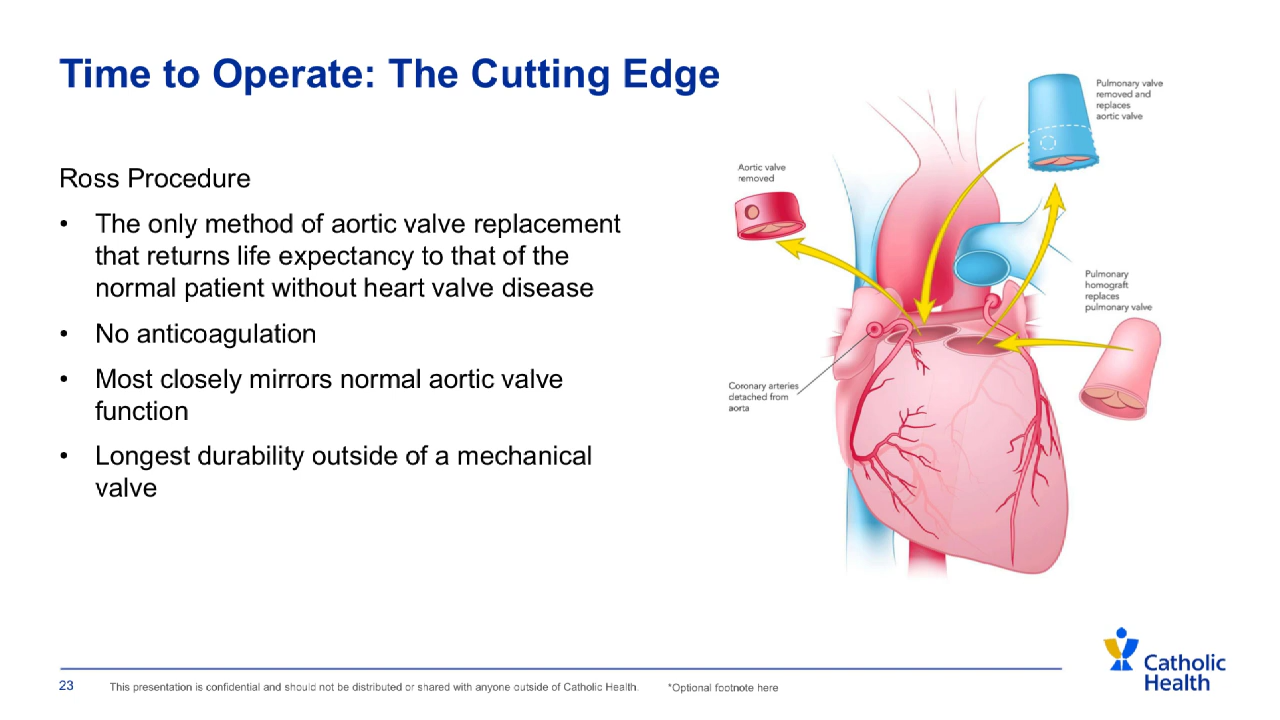 Time to Operate: The Cutting Edge
Ross Procedure
• The only method of aortic valve replacement
that returns life expectancy to that of the
normal patient without heart valve disease
• No anticoagulation
• Most closely mirrors normal aortic valve
function
• Longest durability outside of a mechanical
valve
Pulmonary valve
removed and
replaces
aortic valve
Aortic valve
removed
Pulmonary
homograft
replaces
pulmonary valve
Coronary arteries
detached from
aorta
23
This presentation is confidential and should not be distributed or shared with anyone outside of Catholic Health.
*Optional footnote here
Catholic
Health